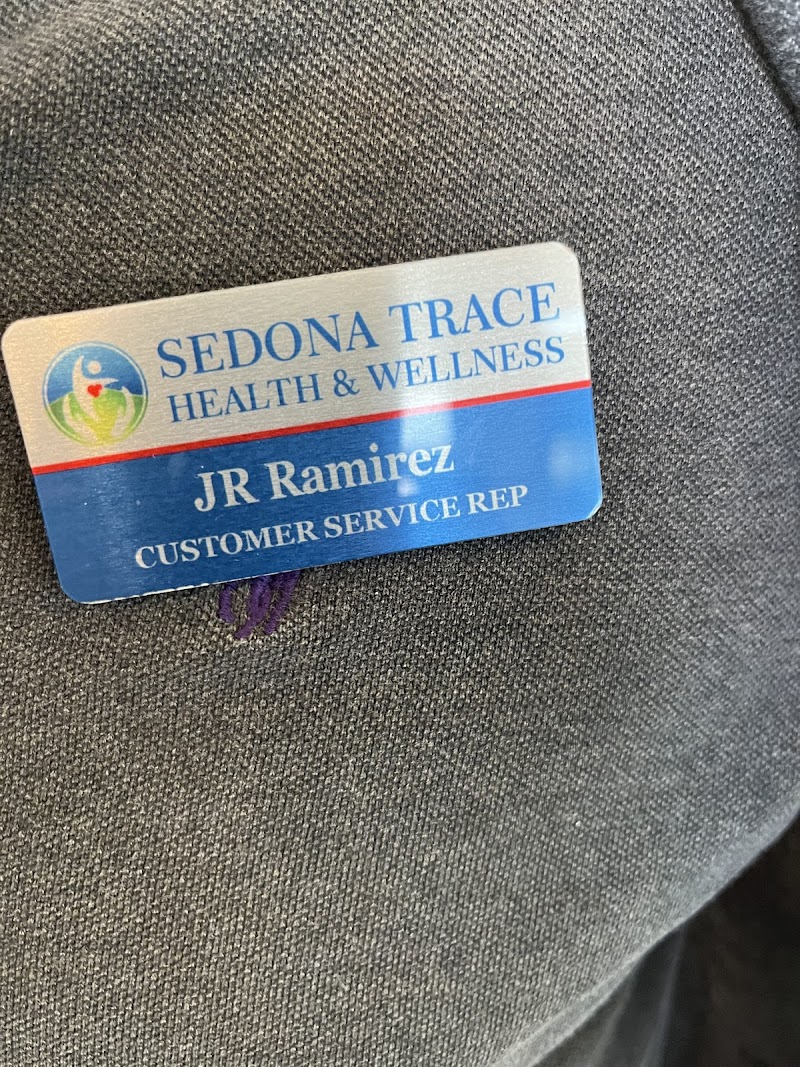 SEDONA TRACE
HEALTH & WELLNESS
JR Ramirez
CUSTOMER SERVICE REP